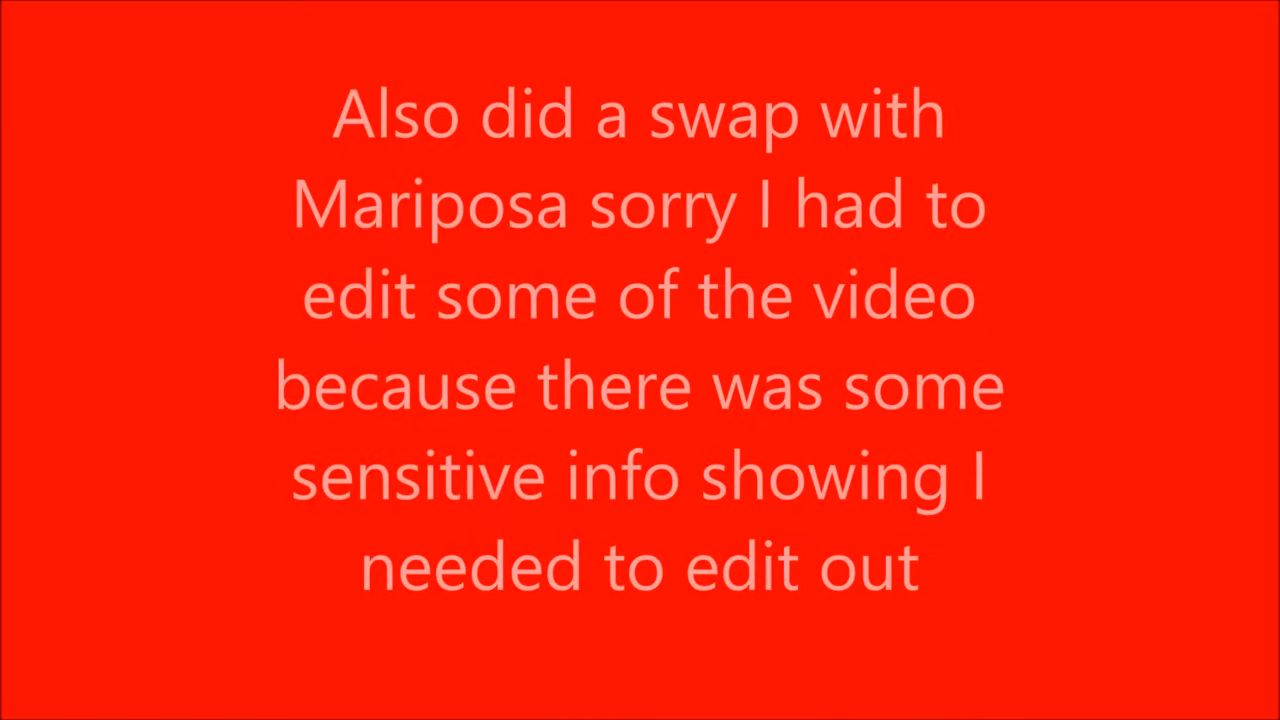 Also did a swap with
Mariposa sorry I had to
edit some of the video
because there was some
sensitive info showing I
needed to edit out